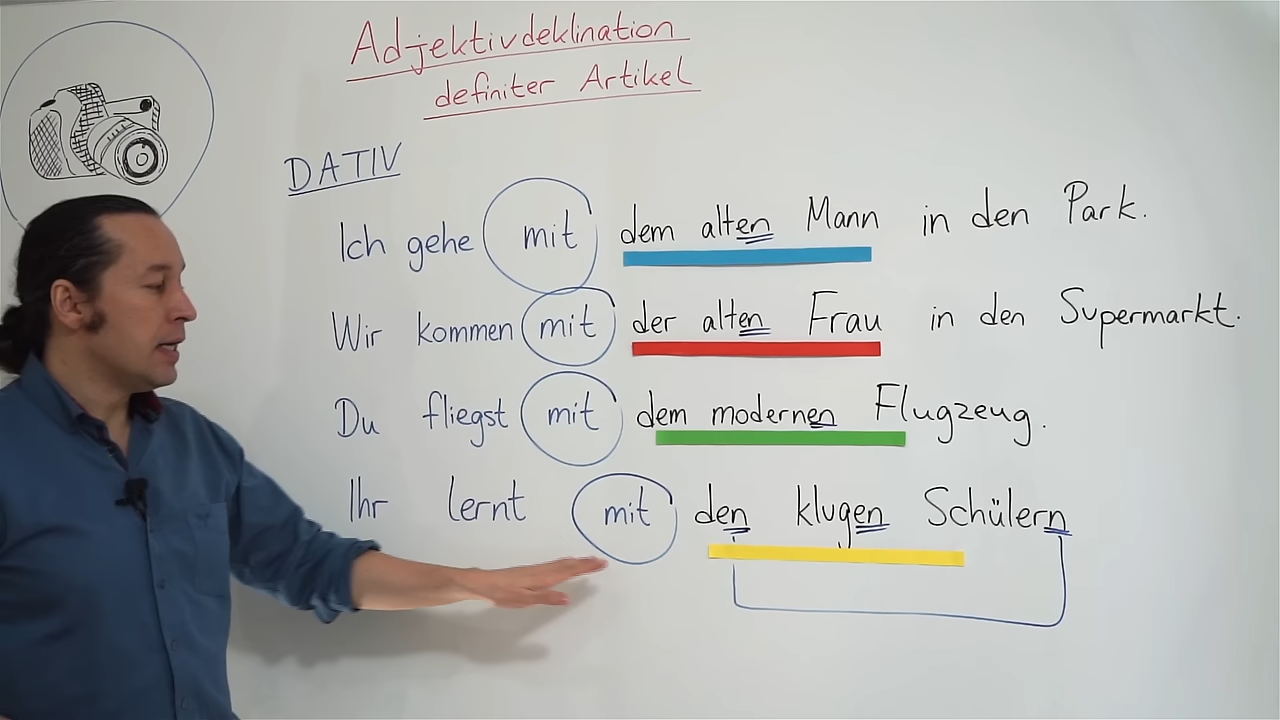 Adjektivdeklination
definiter Artikel
DATIV
Ich gehe mit dem alten Mann in den Park.
Wir kommen mit der alten Frau in den Supermarkt.
Du fliegst mit dem modernen Flugzeug.
Ihr lernt mit den klugen Schülern